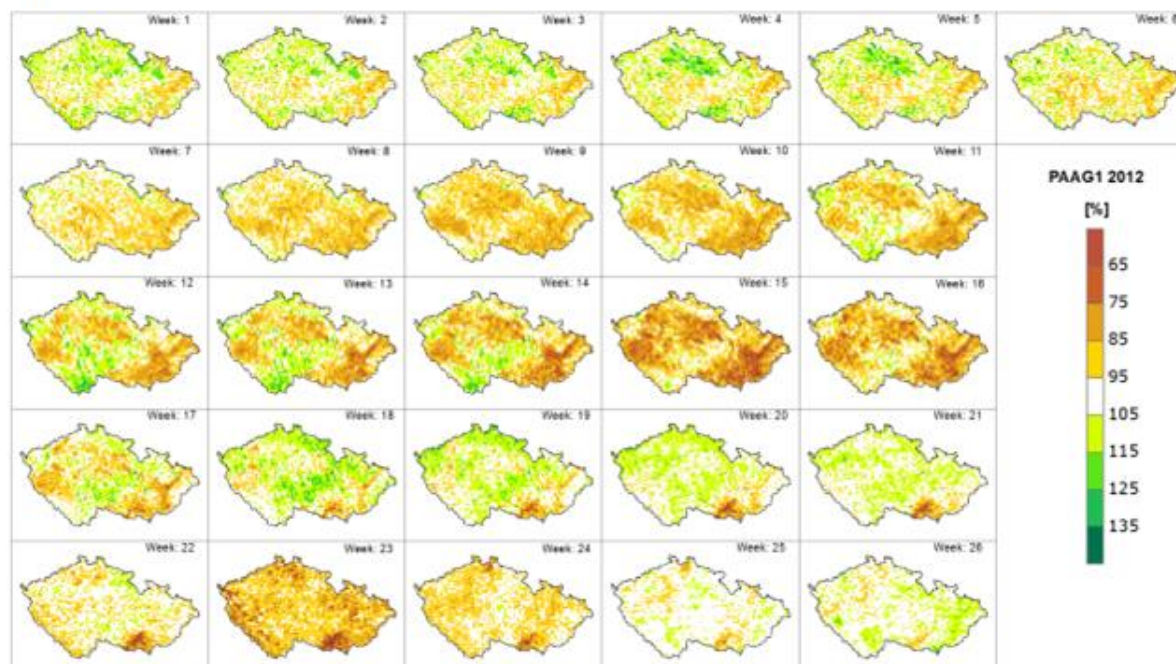 Week: 1
Week: 2
Week: 3
Week: 4
Week: 5
Week: 6
Week: 7
Week: 8
Week: 9
Week: 10
Week: 11
PAAG1 2012
[%]
65
75
85
95
105
115
125
135
Week: 12
Week: 13
Week: 14
Week: 15
Week: 16
Week: 17
Week: 18
Week: 19
Week: 20
Week: 21
Week: 22
Week: 23
Week: 24
Week: 25
Week: 26